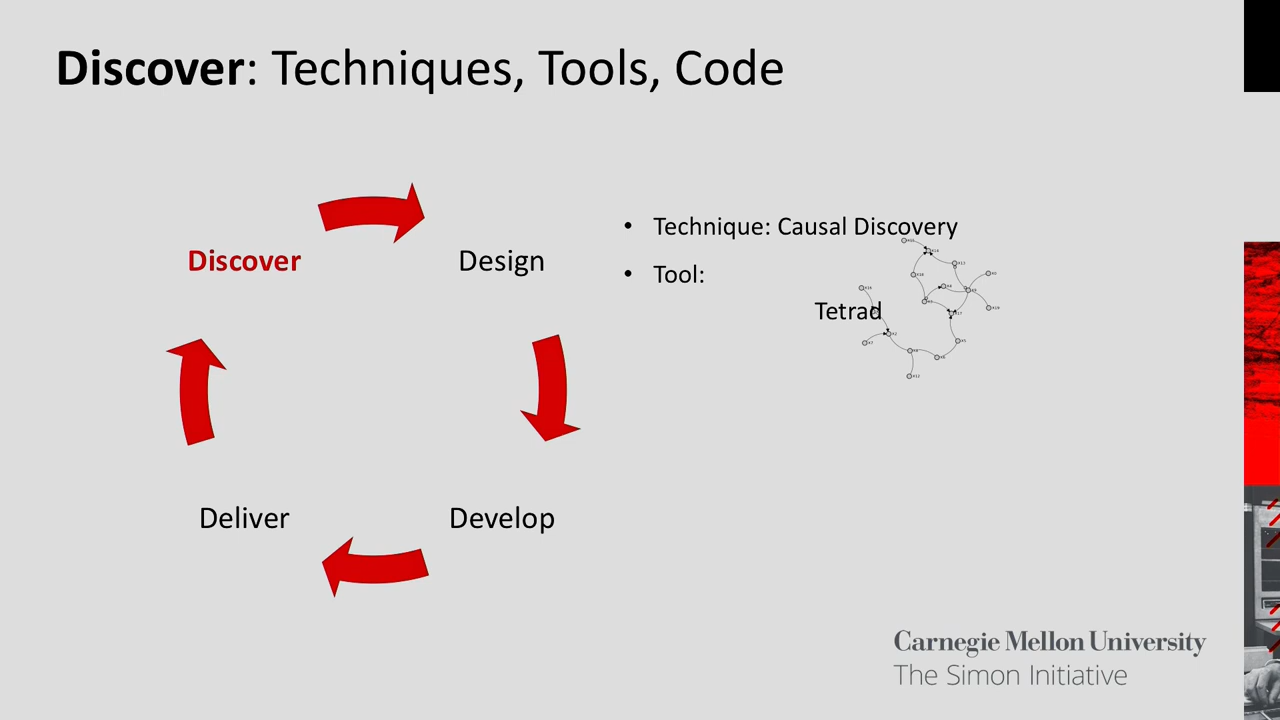 Discover: Techniques, Tools, Code
Discover
Design
Deliver
Develop
• Technique: Causal Discovery
• Tool:
Tetrad
Carnegie Mellon University
The Simon Initiative